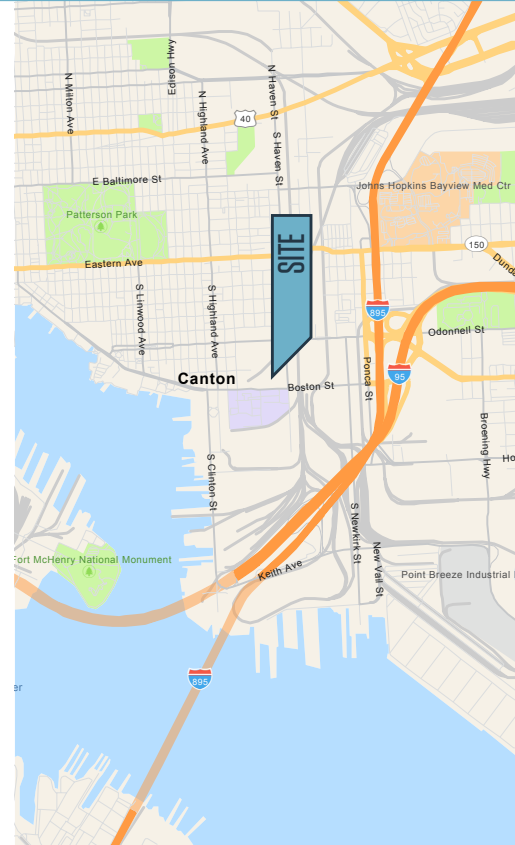 N Milton Ave
Edison Hwy
N Highland Ave
N Haven St
S Haven St
40
E Baltimore St
Johns Hopkins Bayview Med Ctr
Patterson Park
SITE
150
Eastern Ave
Dunda
S Linwood Ave
S Highland Ave
895
Odonnell St
95
Canton
Boston St
Ponca St
Broening Hwy
Ho
S Clinton St
S Newkirk St
New Vail St
Fort McHenry National Monument
Keith Ave
Point Breeze Industrial
895
er